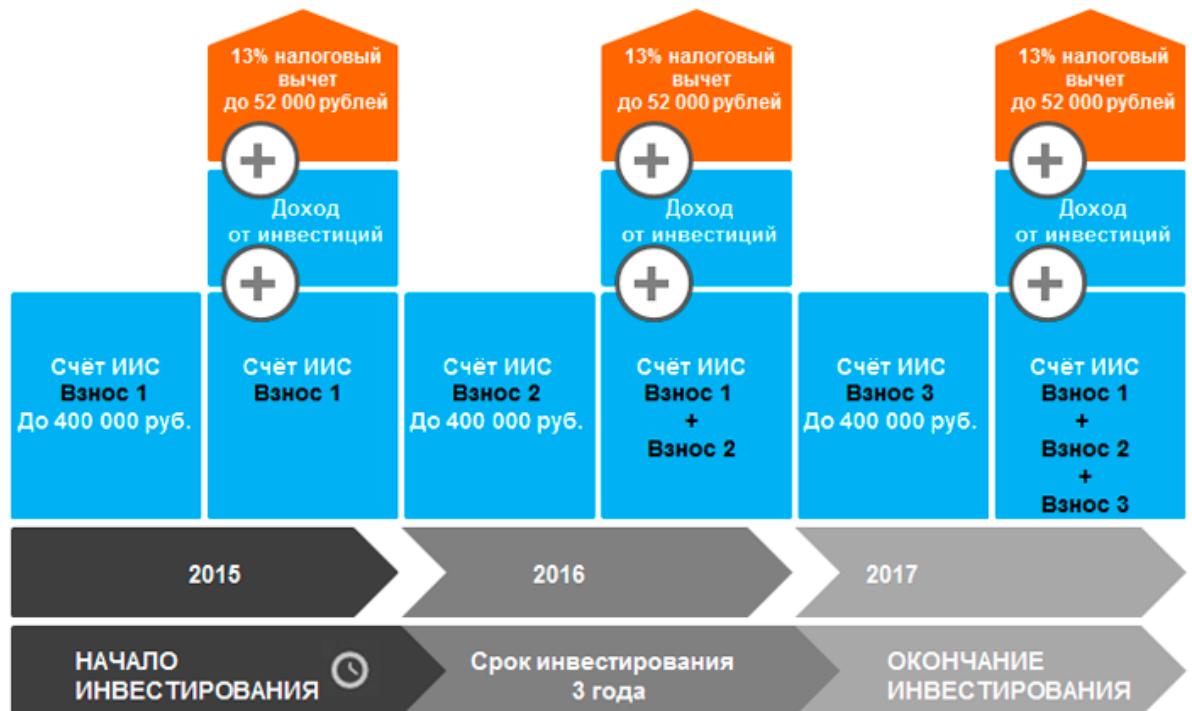 13% налоговый
вычет
до 52 000 рублей
13% налоговый
вычет
до 52 000 рублей
13% налоговый
вычет
до 52 000 рублей
+
+
+
Доход
от инвестиций
Доход
от инвестиций
Доход
от инвестиций
+
+
+
Счёт ИИС
Взнос 1
До 400 000 руб.
Счёт ИИС
Взнос 1
Счёт ИИС
Взнос 2
До 400 000 руб.
Счёт ИИС
Взнос 1
+
Взнос 2
Счёт ИИС
Взнос 3
До 400 000 руб.
Счёт ИИС
Взнос 1
+
Взнос 2
+
Взнос 3
2015
2016
2017
НАЧАЛО
ИНВЕСТИРОВАНИЯ
Срок инвестирования
3 года
ОКОНЧАНИЕ
ИНВЕСТИРОВАНИЯ